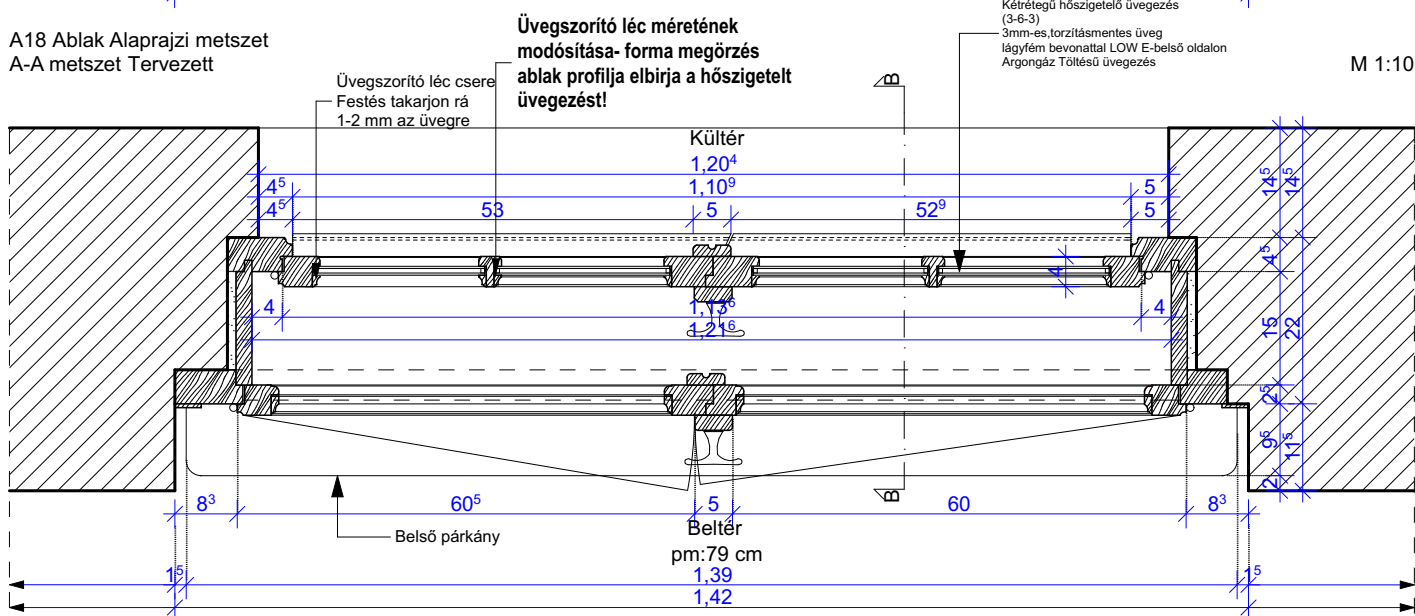 Kétrétegű hőszigetelő üvegezés
(3-6-3)
3mm-es,torzításmentes üveg
lágyfém bevonattal LOW E-belső oldalon
Argongáz Töltésű üvegezés
A18 Ablak Alaprajzi metszet
A-A metszet Tervezett
Üvegszorító léc méretének
modósítása- forma megörzés
ablak profilja elbirja a hőszigetelt
üvegezést!
M 1:10
Üvegszorító léc csere
Festés takarjon rá
1-2 mm az üvegre
B
Kültér
1,20⁴
4⁵ 1,10⁹ 5
4⁵ 53 5 52⁹ 5
14⁵ 14⁵
4⁵
4
4 1,13⁶ 4
1,21⁶
15 22
2⁵
9⁵ 11⁵
2
B
8³ 60⁵ 5 60 8³
Belső párkány
Beltér
pm:79 cm
1⁵ 1,39 1⁵
1,42